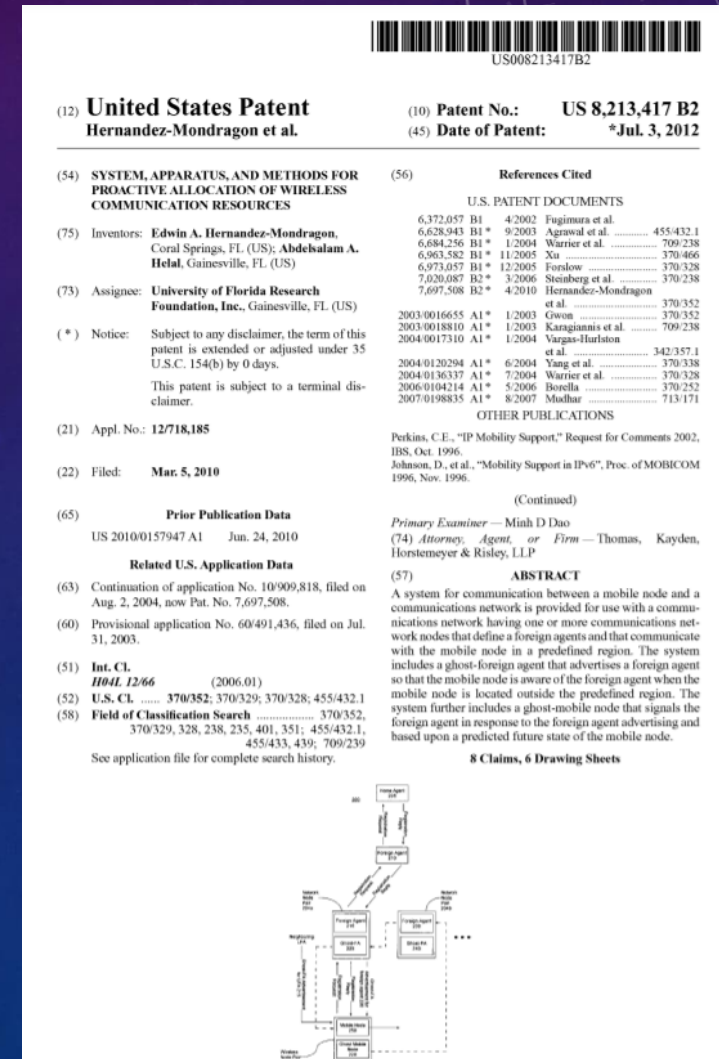 US008213417B2
(12) United States Patent
Hernandez-Mondragon et al.
(10) Patent No.: US 8,213,417 B2
(45) Date of Patent: *Jul. 3, 2012
(54) SYSTEM, APPARATUS, AND METHODS FOR
PROACTIVE ALLOCATION OF WIRELESS
COMMUNICATION RESOURCES
(75) Inventors: Edwin A. Hernandez-Mondragon,
Coral Springs, FL (US); Abdelsalam A.
Helal, Gainesville, FL (US)
(73) Assignee: University of Florida Research
Foundation, Inc., Gainesville, FL (US)
( * ) Notice: Subject to any disclaimer, the term of this
patent is extended or adjusted under 35
U.S.C. 154(b) by 0 days.
This patent is subject to a terminal dis-
claimer.
(21) Appl. No.: 12/718,185
(22) Filed: Mar. 5, 2010
(65) Prior Publication Data
US 2010/0157947 A1 Jun. 24, 2010
Related U.S. Application Data
(63) Continuation of application No. 10/909,818, filed on
Aug. 2, 2004, now Pat. No. 7,697,508.
(60) Provisional application No. 60/491,436, filed on Jul.
31, 2003.
(51) Int. Cl.
H04L 12/66 (2006.01)
(52) U.S. Cl. ...... 370/352; 370/329; 370/328; 455/432.1
(58) Field of Classification Search .................. 370/352,
370/329, 328, 238, 235, 401, 351; 455/432.1,
455/433, 439; 709/239
See application file for complete search history.
(56) References Cited
U.S. PATENT DOCUMENTS
6,372,057 B1 4/2002 Fugimura et al.
6,628,943 B1 * 9/2003 Agrawal et al. ............ 455/432.1
6,684,256 B1 * 1/2004 Warrier et al. ............... 709/238
6,963,582 B1 * 11/2005 Xu ............................ 370/466
6,973,057 B1 * 12/2005 Forslow ...................... 370/328
7,020,087 B2 * 3/2006 Steinberg et al. ............ 370/238
7,697,508 B2 * 4/2010 Hernandez-Mondragon
et al. ......................... 370/352
2003/0016655 A1 * 1/2003 Gwon ........................ 370/352
2003/0018810 A1 * 1/2003 Karagiannis et al. ........ 709/238
2004/0017310 A1 * 1/2004 Vargas-Hurlston
et al. ......................... 342/357.1
2004/0120294 A1 * 6/2004 Yang et al. .................. 370/338
2004/0136337 A1 * 7/2004 Warrier et al. ............... 370/328
2006/0104214 A1 * 5/2006 Borella ...................... 370/252
2007/0198835 A1 * 8/2007 Mudhar ...................... 713/171
OTHER PUBLICATIONS
Perkins, C.E., "IP Mobility Support," Request for Comments 2002,
IBS, Oct. 1996.
Johnson, D., et al., "Mobility Support in IPv6", Proc. of MOBICOM
1996, Nov. 1996.
(Continued)
Primary Examiner — Minh D Dao
(74) Attorney, Agent, or Firm — Thomas, Kayden,
Horstemeyer & Risley, LLP
(57) ABSTRACT
A system for communication between a mobile node and a
communications network is provided for use with a commu-
nications network having one or more communications net-
work nodes that define a foreign agents and that communicate
with the mobile node in a predefined region. The system
includes a ghost-foreign agent that advertises a foreign agent
so that the mobile node is aware of the foreign agent when the
mobile node is located outside the predefined region. The
system further includes a ghost-mobile node that signals the
foreign agent in response to the foreign agent advertising and
based upon a predicted future state of the mobile node.
8 Claims, 6 Drawing Sheets
Home Agent
Foreign Agent
Foreign Agent
Foreign Agent
Mobile Node